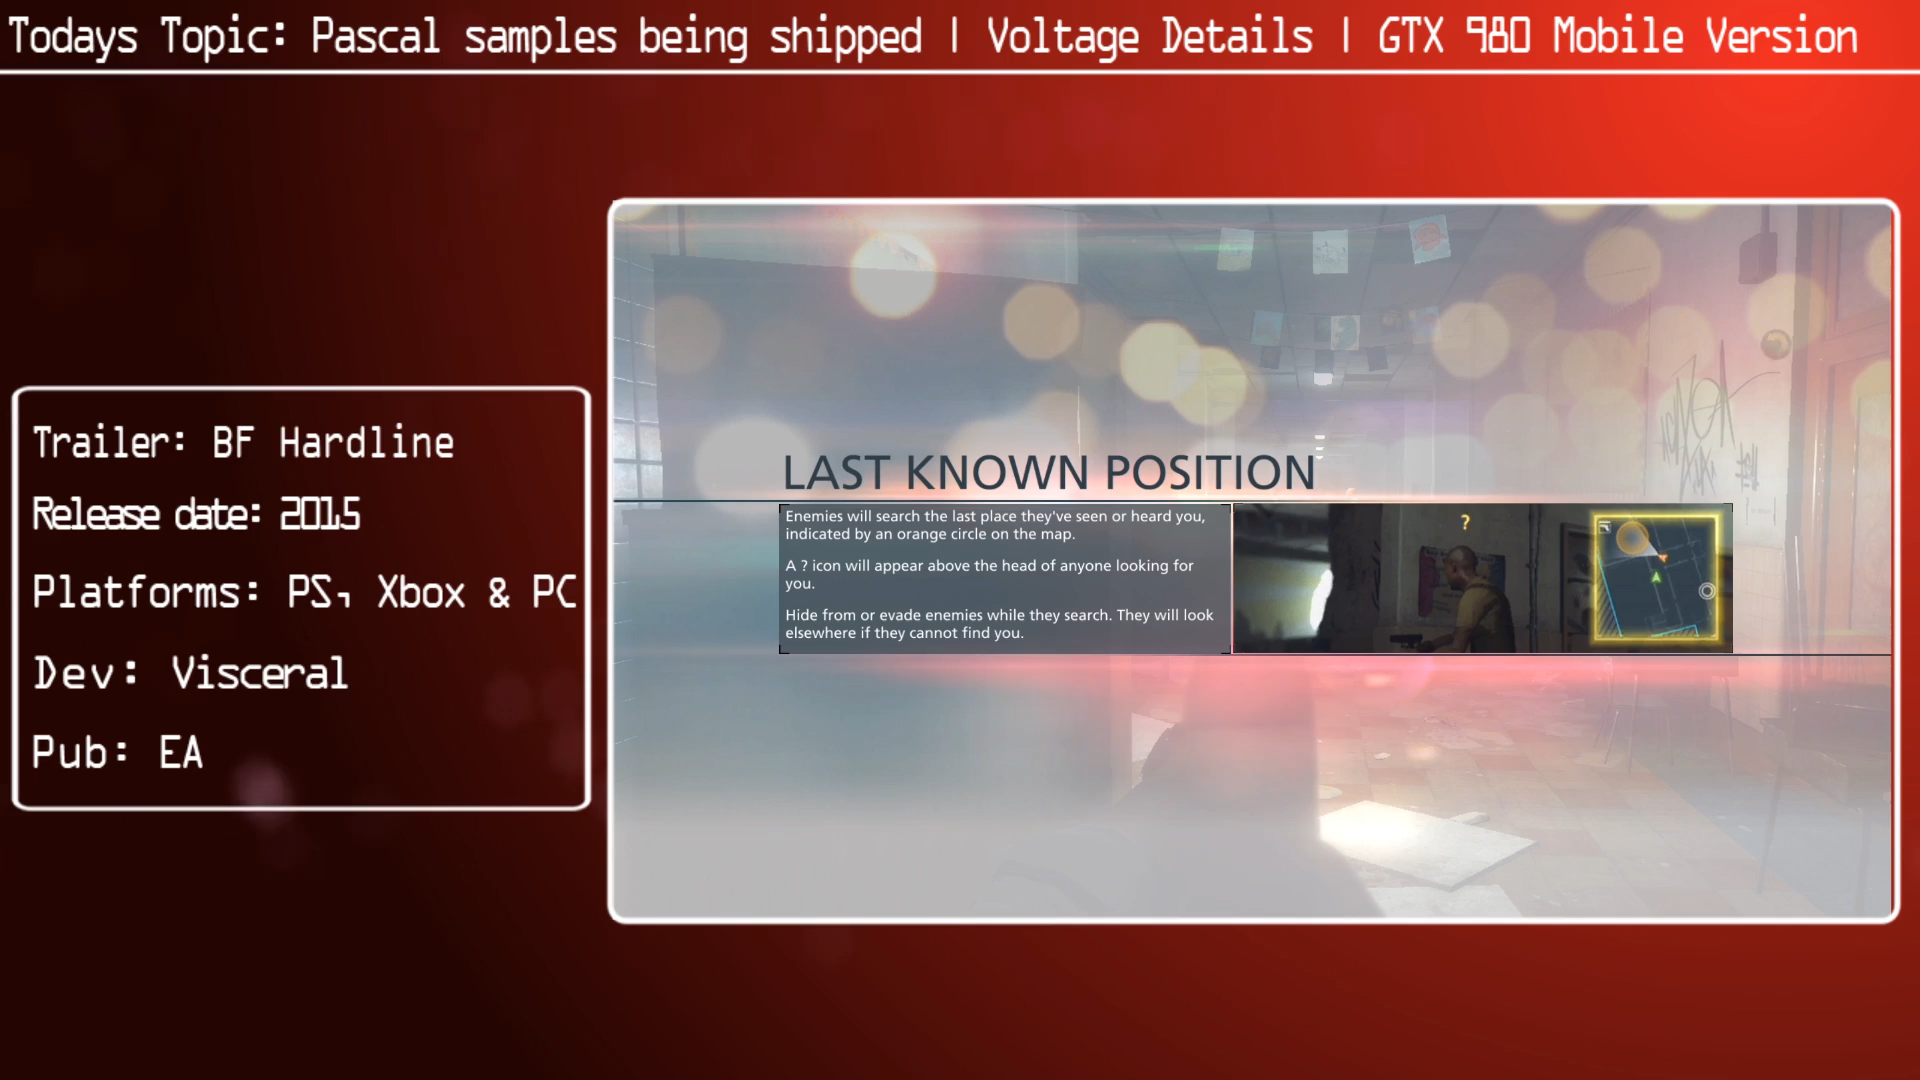 Todays Topic: Pascal samples being shipped | Voltage Details | GTX 980 Mobile Version
Trailer: BF Hardline
Release date: 2015
Platforms: PS, Xbox & PC
Dev: Visceral
Pub: EA
LAST KNOWN POSITION
Enemies will search the last place they've seen or heard you,
indicated by an orange circle on the map.
A ? icon will appear above the head of anyone looking for
you.
Hide from or evade enemies while they search. They will look
elsewhere if they cannot find you.
?